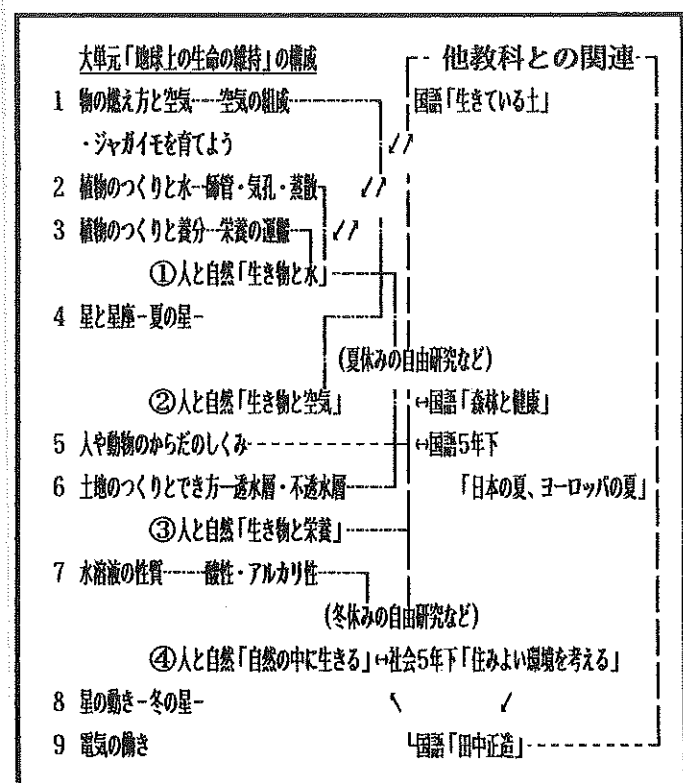 大単元「地球上の生命の維持」の構成
他教科との関連
1 物の燃え方と空気……空気の組成
国語「生きている土」
・ジャガイモを育てよう
2 植物のつくりと水-師管・気孔・蒸散
3 植物のつくりと養分-栄養の運搬
①人と自然「生き物と水」
4 星と星座-夏の星-
(夏休みの自由研究など)
②人と自然「生き物と空気」
↔国語「森林と健康」
5 人や動物のからだのしくみ
↔国語5年下
6 土地のつくりとでき方-透水層・不透水層
「日本の夏、ヨーロッパの夏」
③人と自然「生き物と栄養」
7 水溶液の性質……酸性・アルカリ性
(冬休みの自由研究など)
④人と自然「自然の中に生きる」↔社会5年下「住みよい環境を考える」
8 星の動き-冬の星-
9 電気の働き
国語「田中正造」